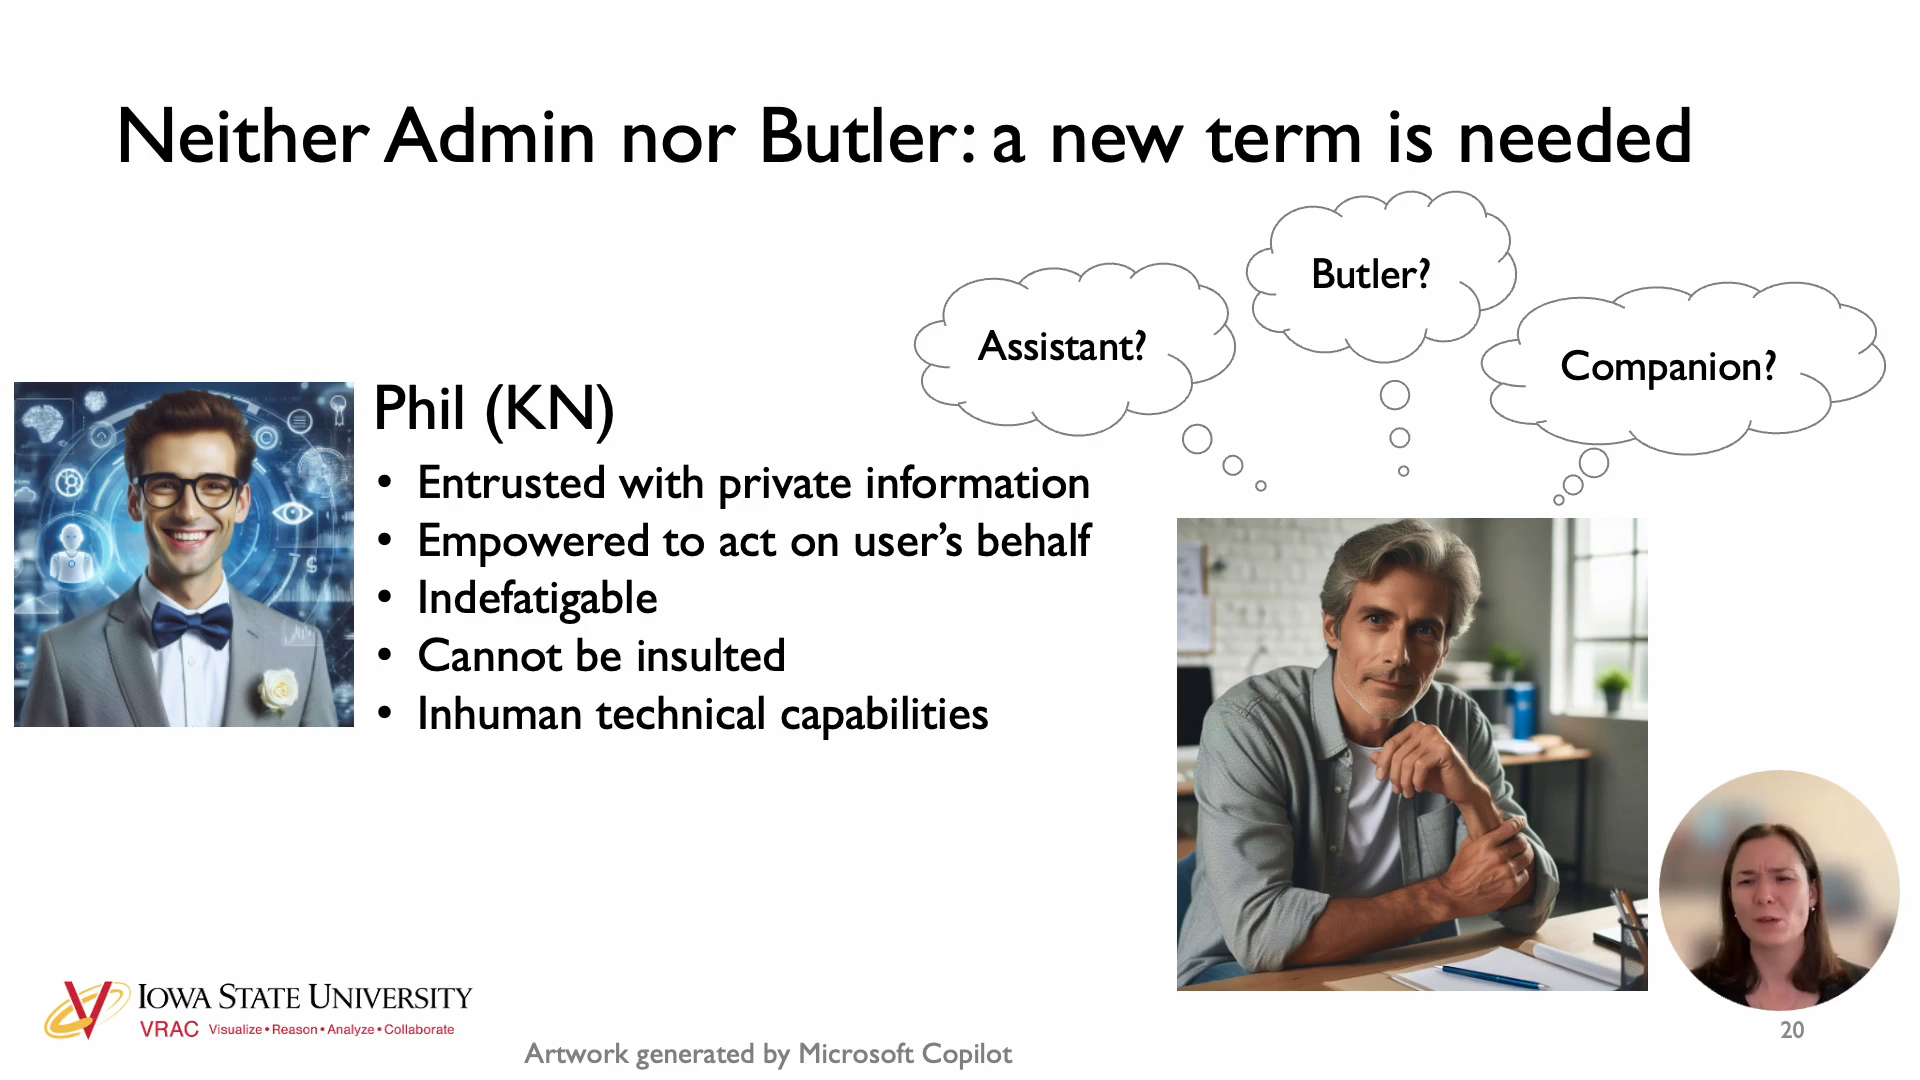 Neither Admin nor Butler: a new term is needed
Assistant?
Butler?
Companion?
Phil (KN)
• Entrusted with private information
• Empowered to act on user’s behalf
• Indefatigable
• Cannot be insulted
• Inhuman technical capabilities
IOWA STATE UNIVERSITY
VRAC Visualize • Reason • Analyze • Collaborate
Artwork generated by Microsoft Copilot
20